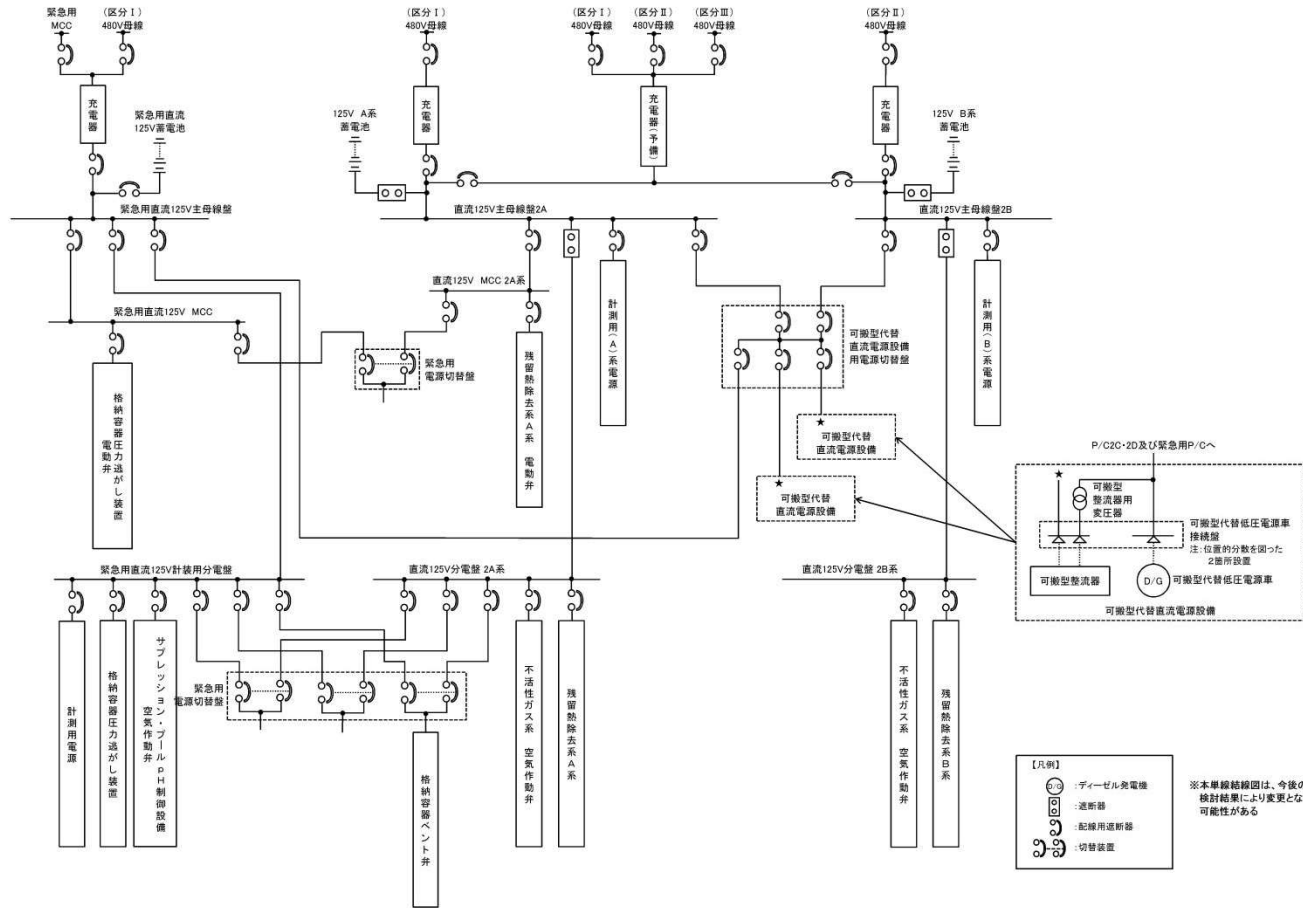 緊急用
MCC
(区分Ⅰ)
480V母線
(区分Ⅰ)
480V母線
(区分Ⅰ)
480V母線
(区分Ⅱ)
480V母線
(区分Ⅲ)
480V母線
(区分Ⅱ)
480V母線
充電器
緊急用直流
125V蓄電池
125V A系
蓄電池
充電器
充電器(予備)
充電器
125V B系
蓄電池
緊急用直流125V主母線盤
直流125V主母線盤2A
直流125V主母線盤2B
直流125V MCC 2A系
緊急用直流125V MCC
緊急用
電源切替盤
格納容器圧力逃がし装置
電動弁
残留熱除去系A系 電動弁
計測用(A)系電源
可搬型代替
直流電源設備
用電源切替盤
計測用(B)系電源
★
可搬型代替
直流電源設備
★
可搬型代替
直流電源設備
P/C2C・2D及び緊急用P/Cへ
★
可搬型
整流器用
変圧器
可搬型代替低圧電源車
接続盤
注:位置的分散を図った
2箇所設置
可搬型整流器
D/G
可搬型代替低圧電源車
可搬型代替直流電源設備
緊急用直流125V計装用分電盤
直流125V分電盤 2A系
直流125V分電盤 2B系
計測用電源
格納容器圧力逃がし装置
サプレッション・プールpH制御設備
空気作動弁
緊急用
電源切替盤
格納容器ベント弁
不活性ガス系 空気作動弁
残留熱除去系A系
不活性ガス系 空気作動弁
残留熱除去系B系
【凡例】
D/G :ディーゼル発電機
:遮断器
:配線用遮断器
:切替装置
※本単線結線図は、今後の
検討結果により変更とな
可能性がある